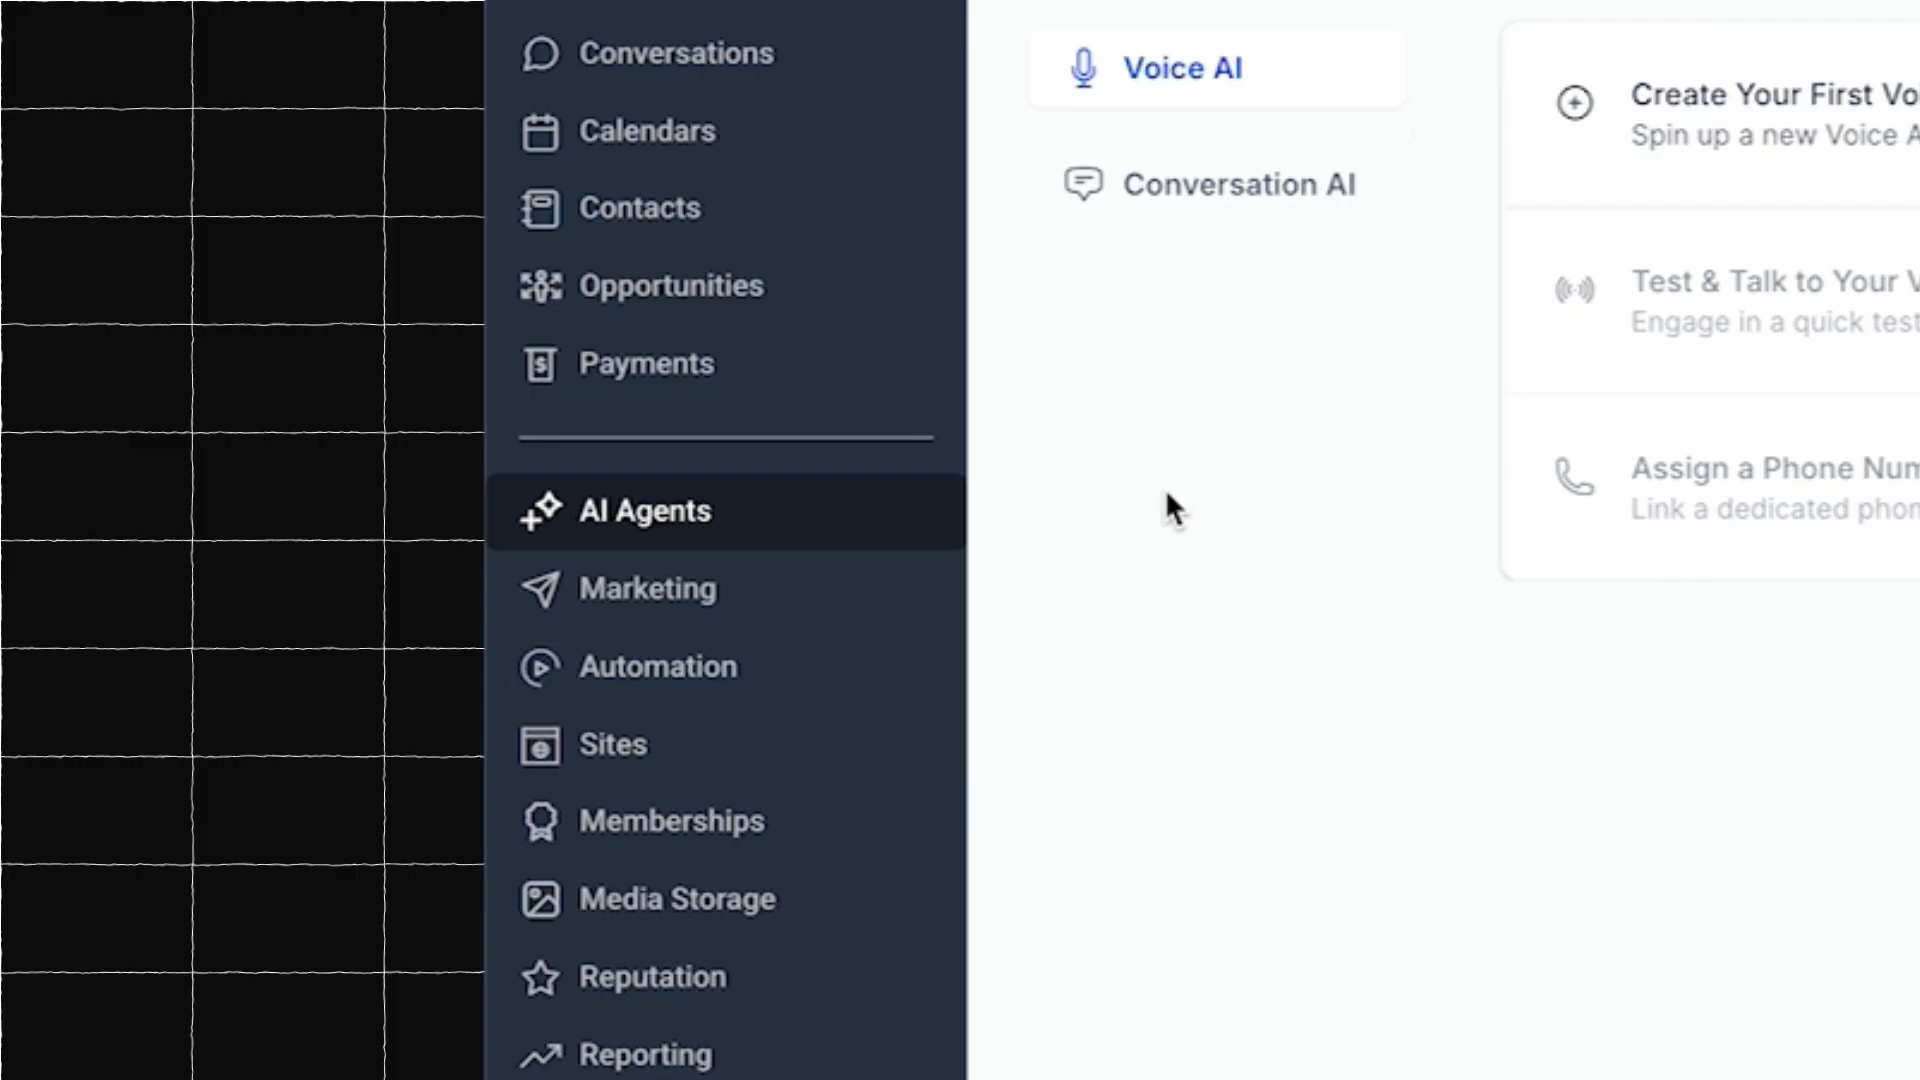 Conversations
Calendars
Contacts
Opportunities
Payments
AI Agents
Marketing
Automation
Sites
Memberships
Media Storage
Reputation
Reporting
Voice AI
Conversation AI
Create Your First
Spin up a new Voice
Test & Talk to Your
Engage in a quick test
Assign a Phone
Link a dedicated